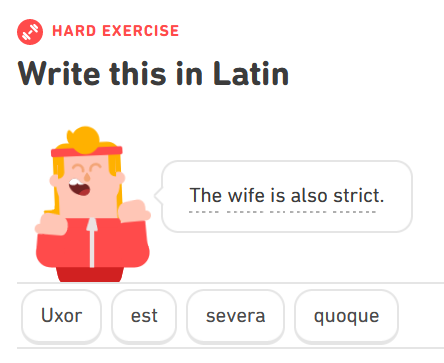 HARD EXERCISE
Write this in Latin
The wife is also strict.
Uxor est severa quoque